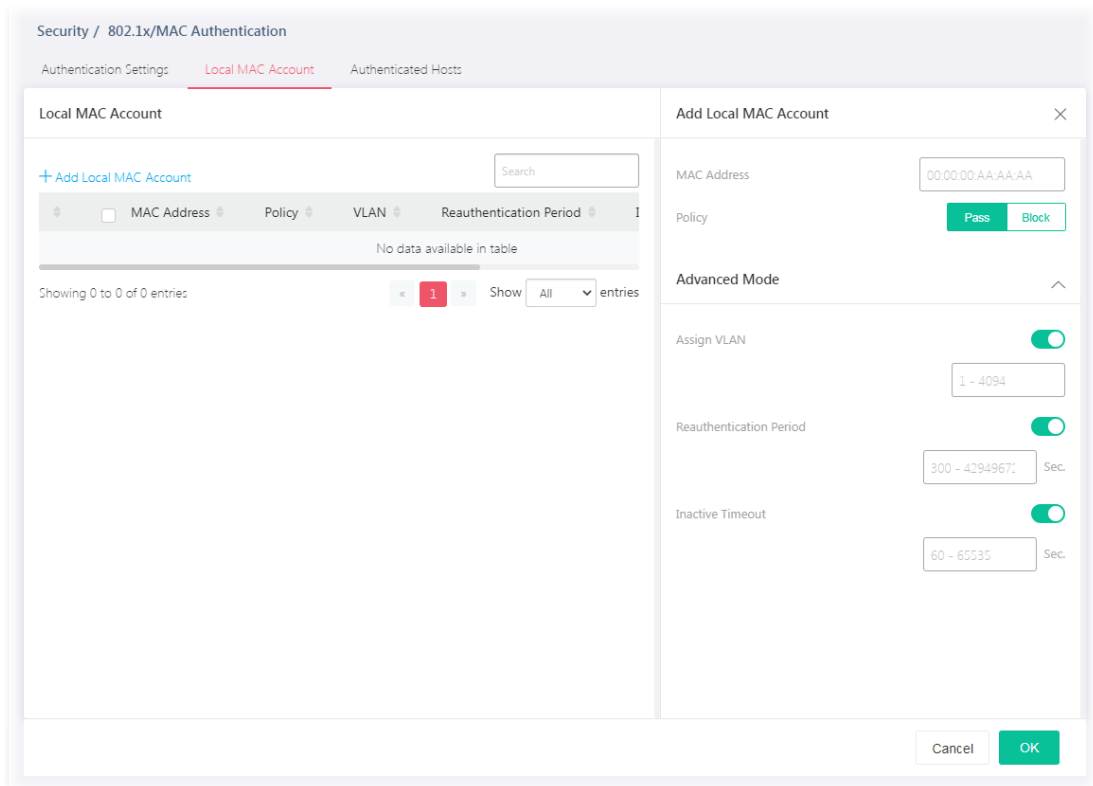 Security / 802.1x/MAC Authentication
Authentication Settings Local MAC Account Authenticated Hosts
Local MAC Account
+ Add Local MAC Account
Search
MAC Address Policy VLAN Reauthentication Period
No data available in table
Showing 0 to 0 of 0 entries
« 1 » Show All entries
Add Local MAC Account
MAC Address 00:00:00:AA:AA:AA
Policy Pass Block
Advanced Mode
Assign VLAN
1 - 4094
Reauthentication Period
300 - 4294967 Sec.
Inactive Timeout
60 - 65535 Sec.
Cancel OK